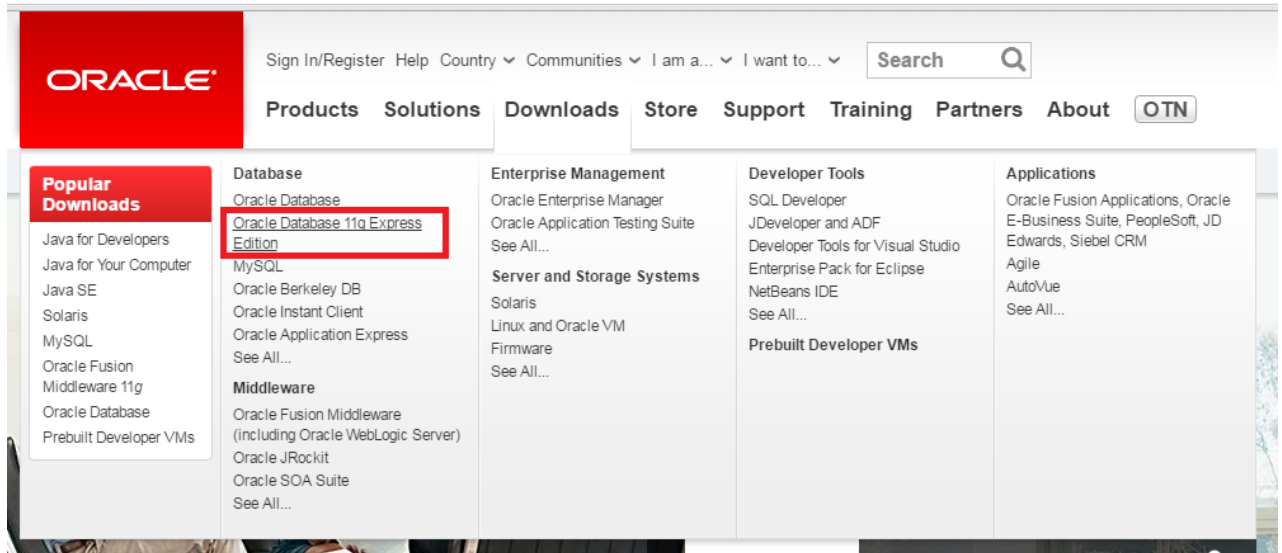 ORACLE
Sign In/Register Help Country Communities I am a... I want to... Search
Products Solutions Downloads Store Support Training Partners About OTN
Popular
Downloads
Java for Developers
Java for Your Computer
Java SE
Solaris
MySQL
Oracle Fusion
Middleware 11g
Oracle Database
Prebuilt Developer VMs
Database
Oracle Database
Oracle Database 11g Express
Edition
MySQL
Oracle Berkeley DB
Oracle Instant Client
Oracle Application Express
See All...
Middleware
Oracle Fusion Middleware
(including Oracle WebLogic Server)
Oracle JRockit
Oracle SOA Suite
See All...
Enterprise Management
Oracle Enterprise Manager
Oracle Application Testing Suite
See All...
Server and Storage Systems
Solaris
Linux and Oracle VM
Firmware
See All...
Developer Tools
SQL Developer
JDeveloper and ADF
Developer Tools for Visual Studio
Enterprise Pack for Eclipse
NetBeans IDE
See All...
Prebuilt Developer VMs
Applications
Oracle Fusion Applications, Oracle
E-Business Suite, PeopleSoft, JD
Edwards, Siebel CRM
Agile
AutoVue
See All...